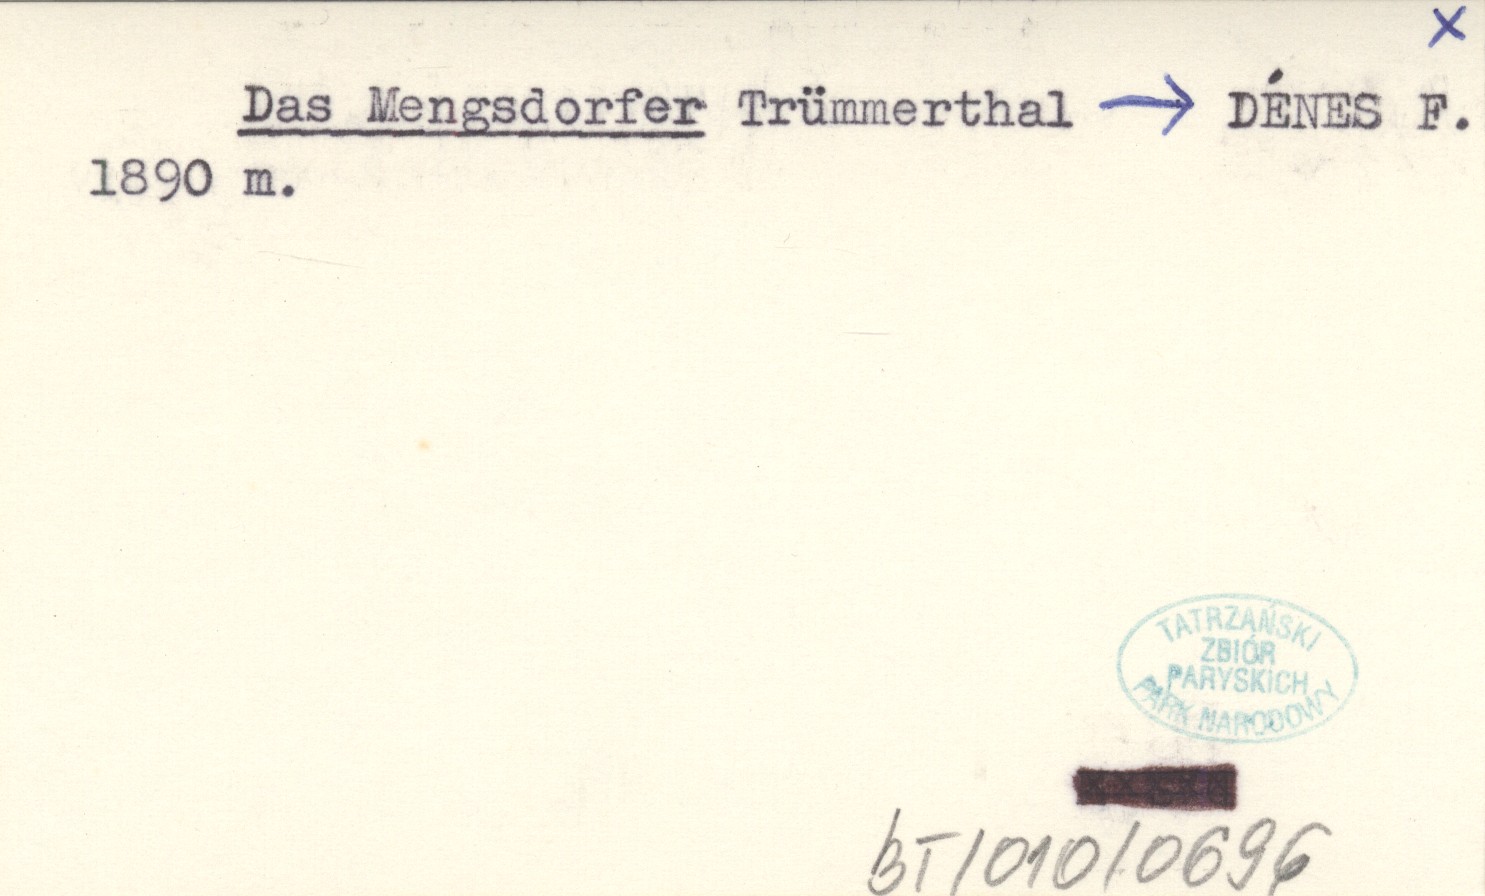 x
Das Mengsdorfer Trümmerthal → DÉNES F.
1890 m.
TATRZAŃSKI
ZBIÓR
PARYSKICH
PARK NARODOWY
BT/010/0696